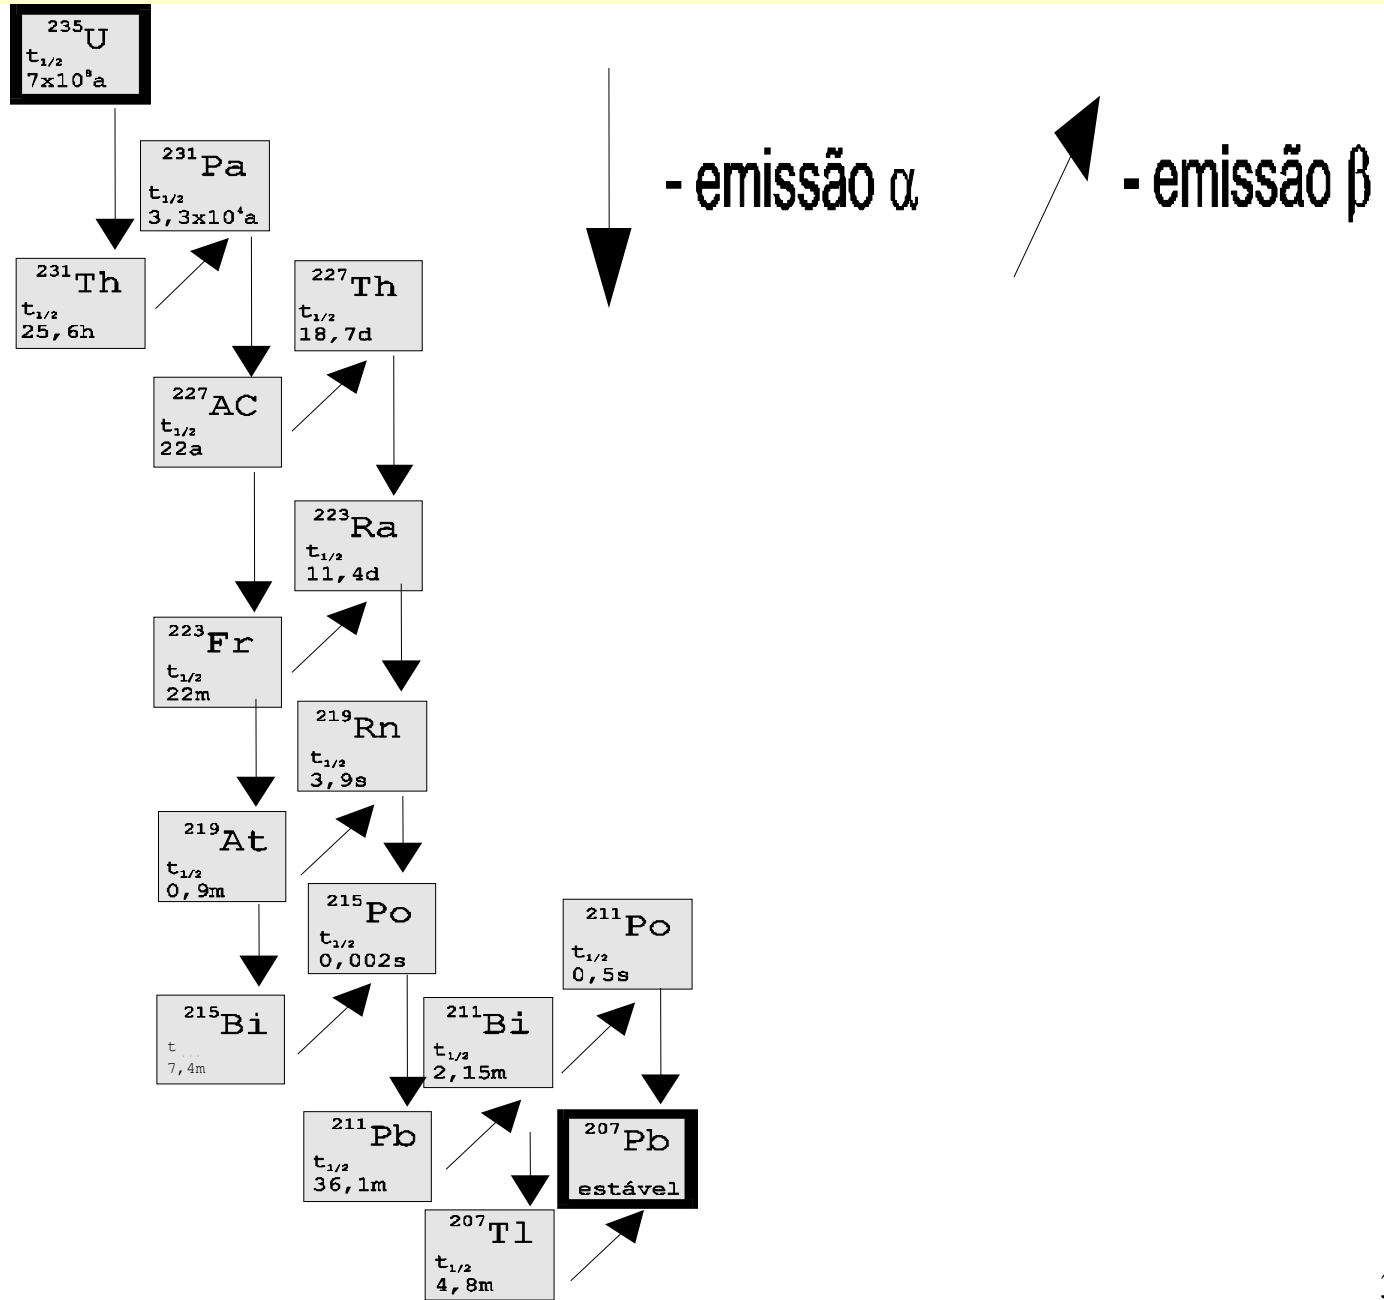 235U
t1/2
7x10⁸a
- emissão α
- emissão β
231Pa
t1/2
3,3x10⁴a
231Th
t1/2
25,6h
227Th
t1/2
18,7d
227AC
t1/2
22a
223Ra
t1/2
11,4d
223Fr
t1/2
22m
219Rn
t1/2
3,9s
219At
t1/2
0,9m
215Po
t1/2
0,002s
211Po
t1/2
0,5s
215Bi
t
7,4m
211Bi
t1/2
2,15m
211Pb
t1/2
36,1m
207Pb
estável
207Tl
t1/2
4,8m